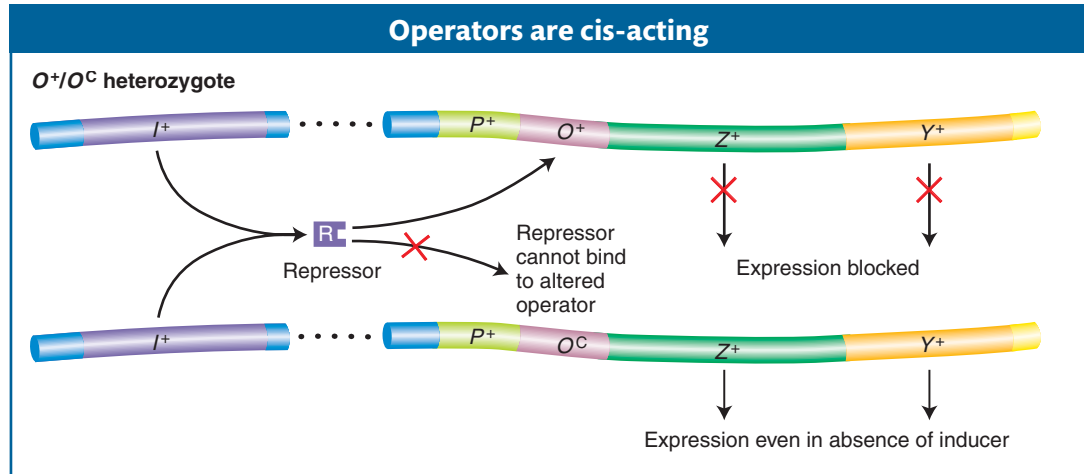 Operators are cis-acting
O+/OC heterozygote
I+
P+
O+
Z+
Y+
R
Repressor
Repressor
cannot bind
to altered
operator
Expression blocked
I+
P+
OC
Z+
Y+
Expression even in absence of inducer